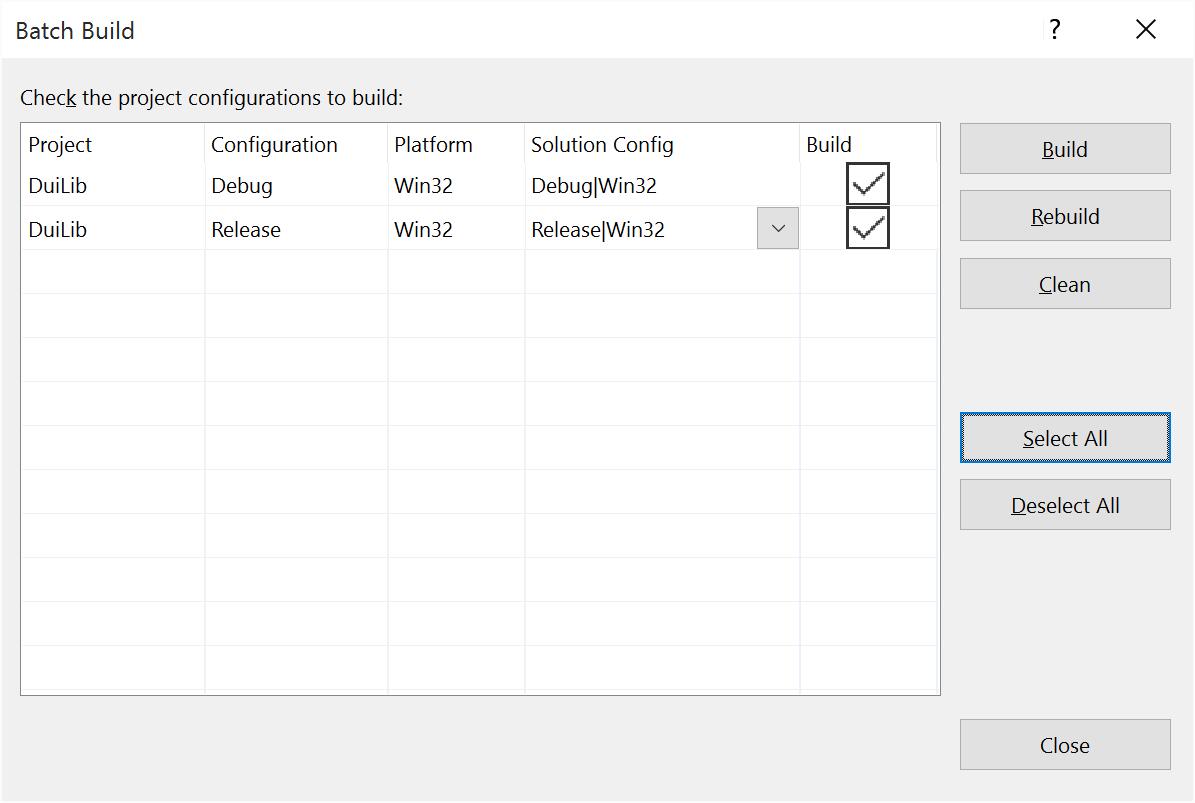 Batch Build
?
Check the project configurations to build:
Project Configuration Platform Solution Config Build
DuiLib Debug Win32 Debug|Win32
DuiLib Release Win32 Release|Win32
Build
Rebuild
Clean
Select All
Deselect All
Close